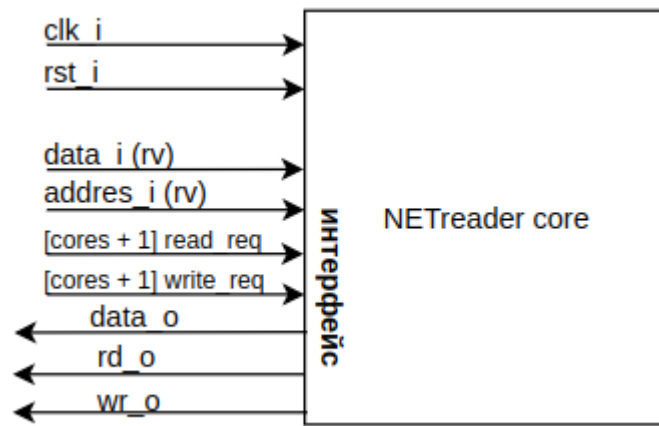 clk_i
rst_i
data_i (rv)
addres_i (rv)
[cores + 1] read_req
[cores + 1] write_req
data_o
rd_o
wr_o
интерфейс
NETreader core